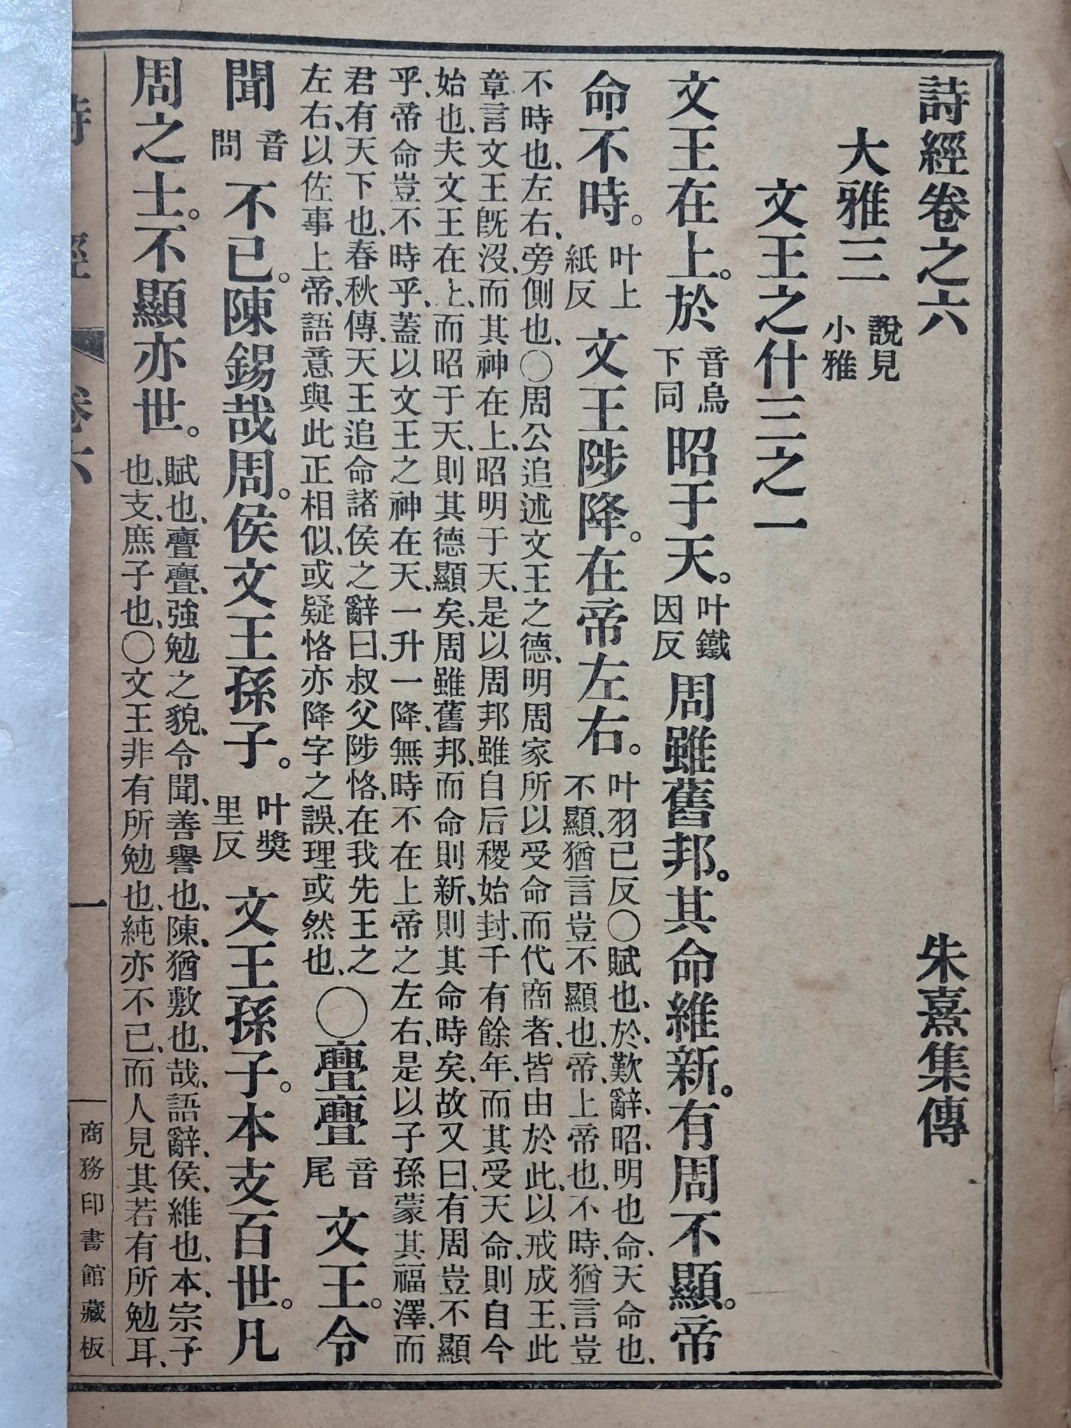 詩經卷之六
朱熹集傳
大雅三
說見
小雅
文王之什三之一
文王在上。於
音烏
下同
昭于天。
叶鐵
因反
周雖舊邦。其命維新。有周不顯。帝
命不時。
叶上
紙反
文王陟降。在帝左右。
叶羽己反○賦也、於歎辭、昭、明也、命、天命也、
不顯、猶言豈不顯也、帝、上帝也、不時、猶言豈
不時也、左右、旁側也、○周公追述文王之德、明周家所以受命而代商者、皆由於此、以戒成王、此
章言文王旣沒、而其神在上、昭明于天、是以周邦雖自后稷始封、千有餘年、而其受天命、則自今
始也、夫文王在上、而昭于天、則其德顯矣、周雖舊邦、而命則新、則其命時矣、故又曰、有周豈不顯
乎、帝命豈不時乎、蓋以文王之神在天、一升一降、無時不在上帝之左右、是以子孫蒙其福澤、而
君有天下也、春秋傳、天王追命諸侯之辭曰、叔父陟恪、在我先王之
左右、以佐事上帝、語意與此正相似、或疑恪亦降字之誤、理或然也、
○亹亹
音
尾
文王。令
聞
音
問
不已。陳錫哉周。侯文王孫子。
叶奬
里反
文王孫子。本支百世。凡
周之士。不顯亦世。
賦也、亹亹、強勉之貌、令聞、善譽也、陳、猶敷也、哉、語辭、侯、維也、本、宗子
也、支、庶子也、○文王非有所勉也、純亦不已、而人見其若有所勉耳、
詩經
卷六
一
商務印書館藏板